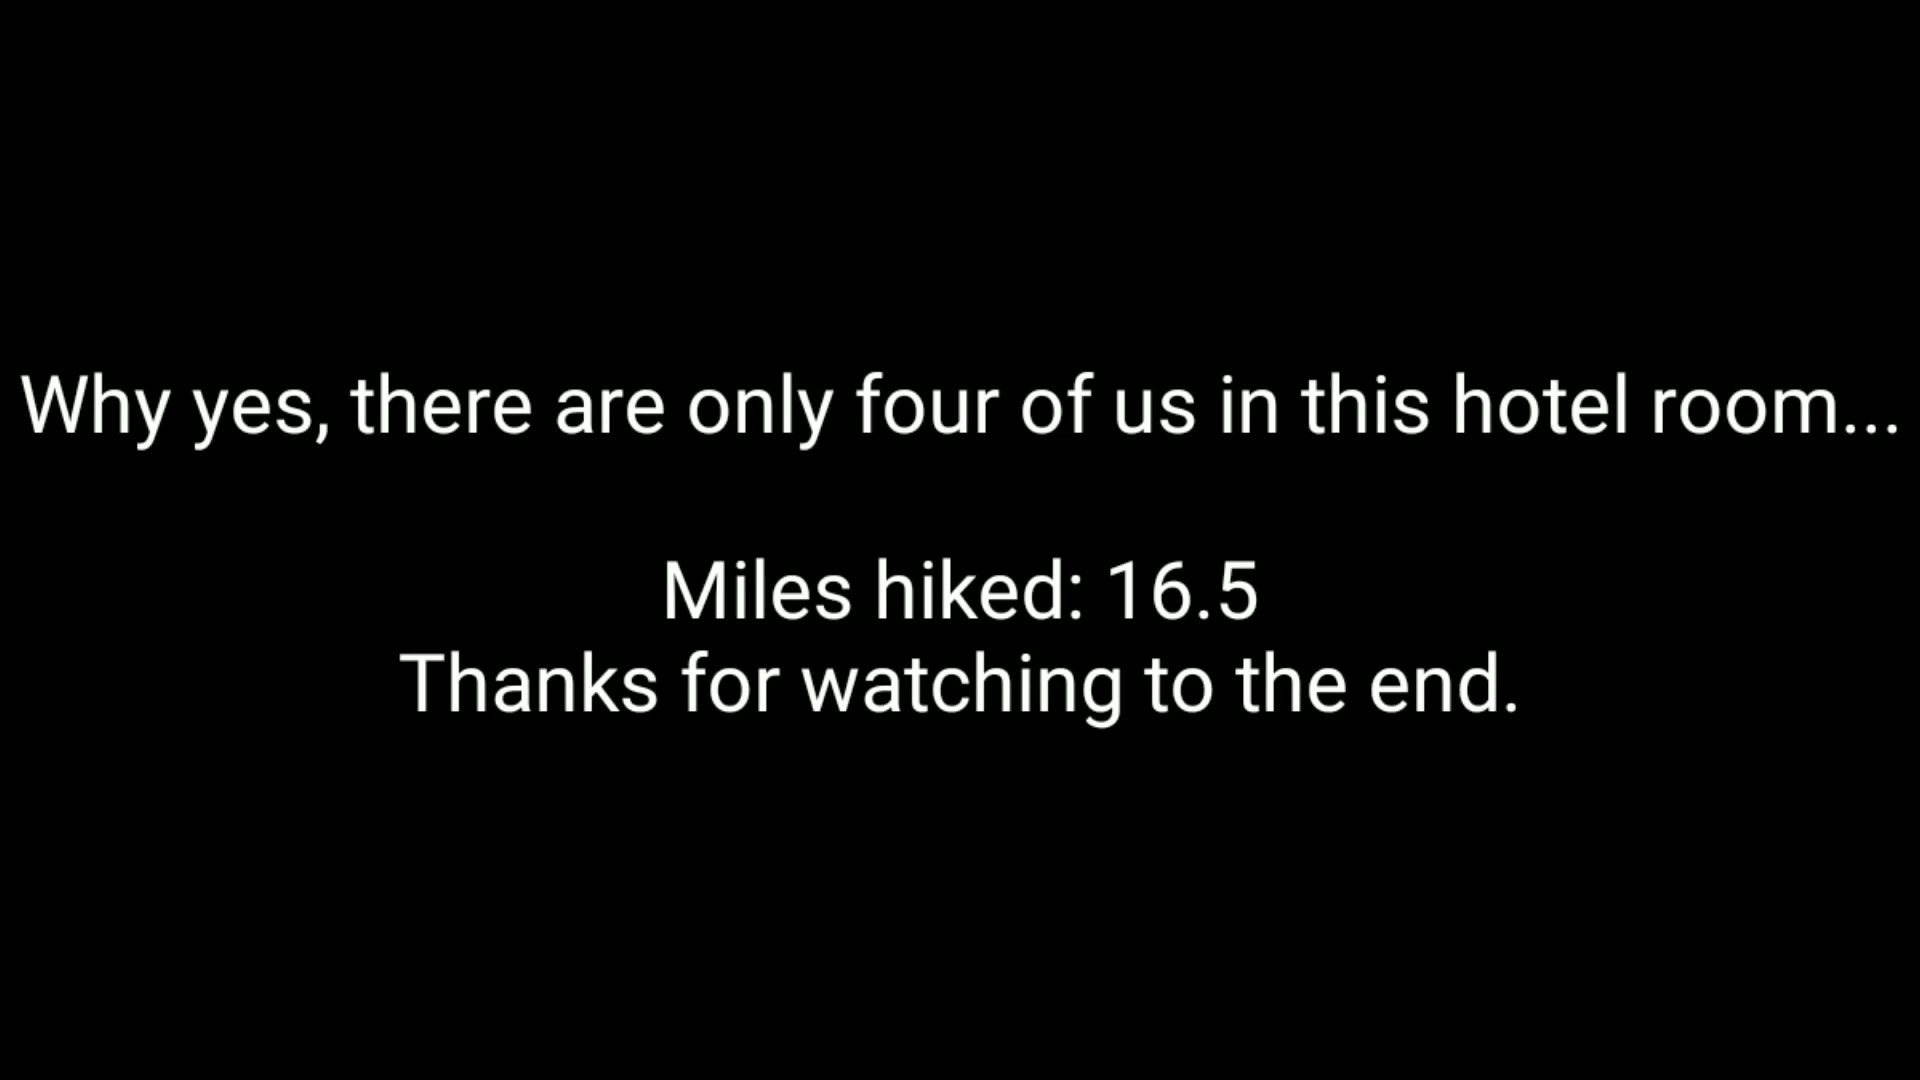 Why yes, there are only four of us in this hotel room...
Miles hiked: 16.5
Thanks for watching to the end.